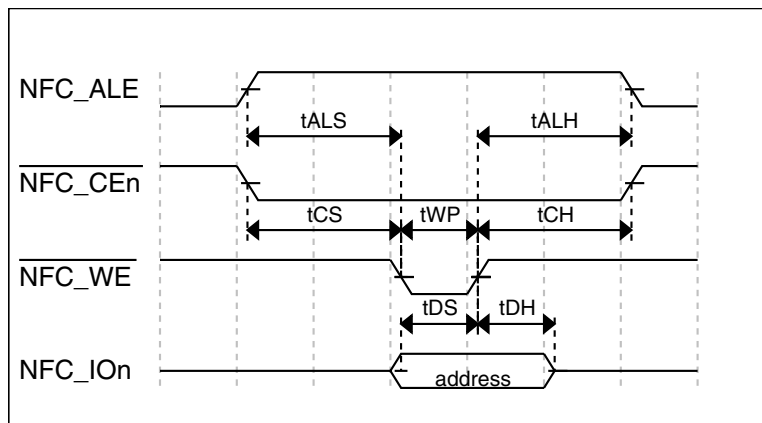 NFC_ALE
tALS tALH
NFC_CEn
tCS tWP tCH
NFC_WE
tDS tDH
NFC_IOn
address